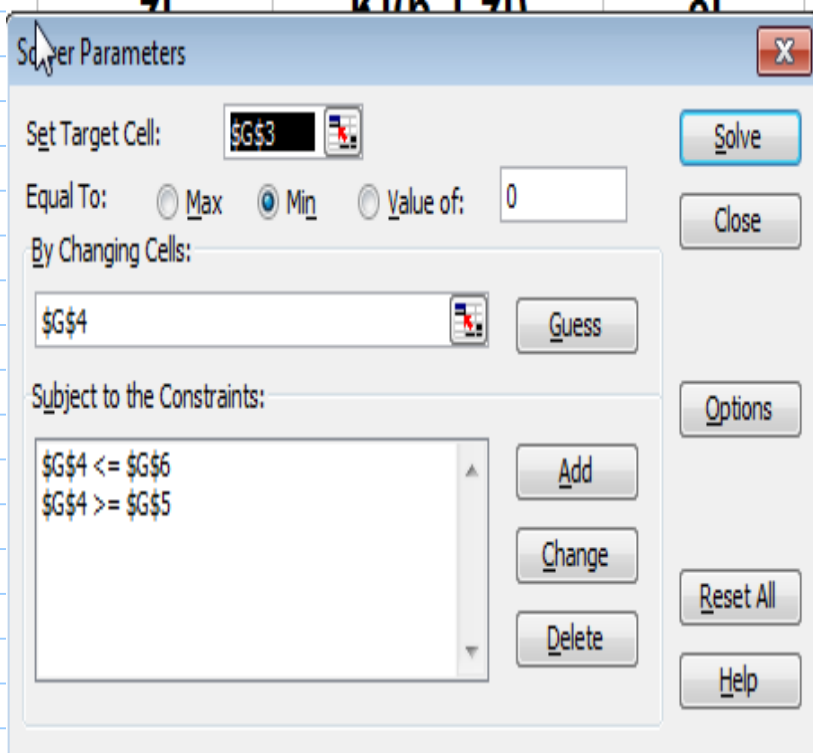 Solver Parameters
Set Target Cell: $G$3
Solve
Equal To: Max Min Value of: 0
Close
By Changing Cells:
$G$4
Guess
Subject to the Constraints:
Options
$G$4 <= $G$6
$G$4 >= $G$5
Add
Change
Reset All
Delete
Help